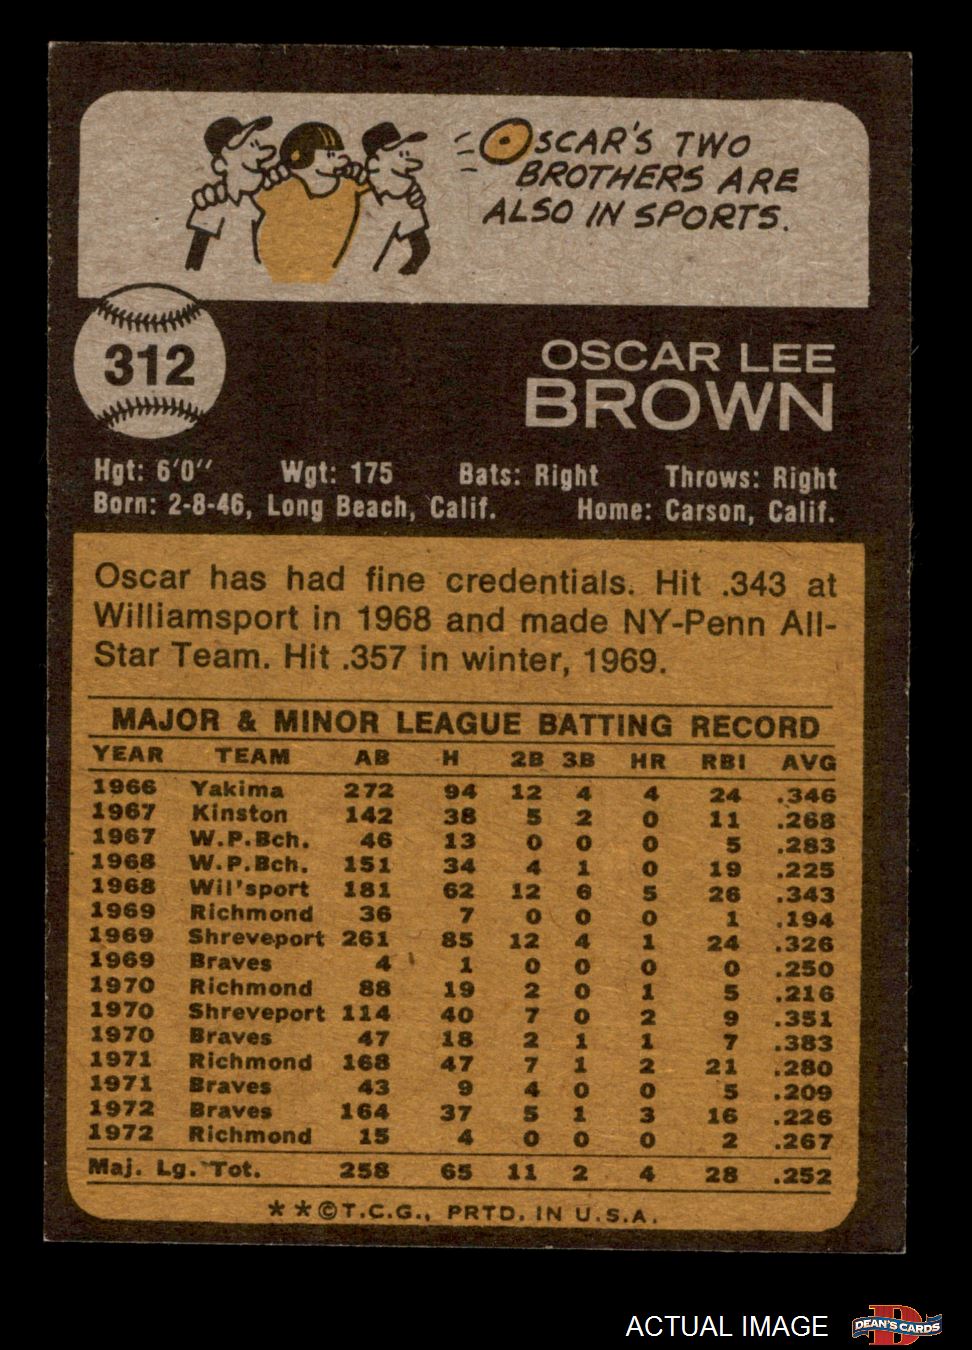 OSCAR'S TWO
BROTHERS ARE
ALSO IN SPORTS.
312
OSCAR LEE
BROWN
Hgt: 6'0" Wgt: 175 Bats: Right Throws: Right
Born: 2-8-46, Long Beach, Calif. Home: Carson, Calif.
Oscar has had fine credentials. Hit .343 at
Williamsport in 1968 and made NY-Penn All-
Star Team. Hit .357 in winter, 1969.
MAJOR & MINOR LEAGUE BATTING RECORD
YEAR TEAM AB H 2B 3B HR RBI AVG
1966 Yakima 272 94 12 4 4 24 .346
1967 Kinston 142 38 5 2 0 11 .268
1967 W.P.Bch. 46 13 0 0 0 5 .283
1968 W.P.Bch. 151 34 4 1 0 19 .225
1968 Wil'sport 181 62 12 6 5 26 .343
1969 Richmond 36 7 0 0 0 1 .194
1969 Shreveport 261 85 12 4 1 24 .326
1969 Braves 4 1 0 0 0 0 .250
1970 Richmond 88 19 2 0 1 5 .216
1970 Shreveport 114 40 7 0 2 9 .351
1970 Braves 47 18 2 1 1 7 .383
1971 Richmond 168 47 7 1 2 21 .280
1971 Braves 43 9 4 0 0 5 .209
1972 Braves 164 37 5 1 3 16 .226
1972 Richmond 15 4 0 0 0 2 .267
Maj. Lg. Tot. 258 65 11 2 4 28 .252
**©T.C.G., PRTD. IN U.S.A.
ACTUAL IMAGE
D
DEAN'S CARDS